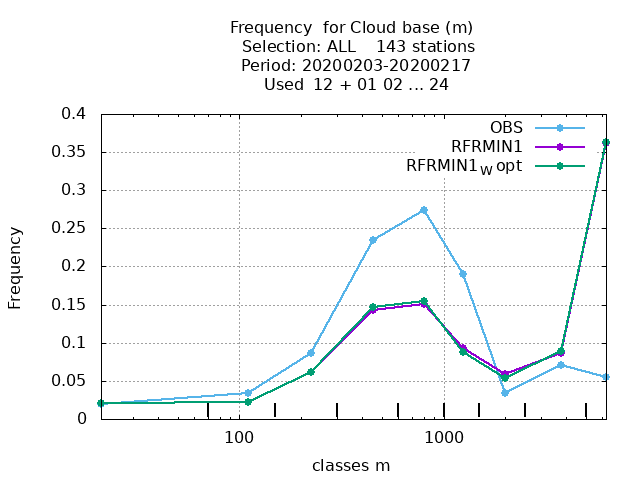 Frequency  for Cloud base (m)
Selection: ALL    143 stations
Period: 20200203-20200217
Used  12 + 01 02 ... 24
0.4
0.35
0.3
0.25
0.2
0.15
0.1
0.05
0
Frequency
OBS
RFRMIN1
RFRMIN1W opt
100
1000
classes m